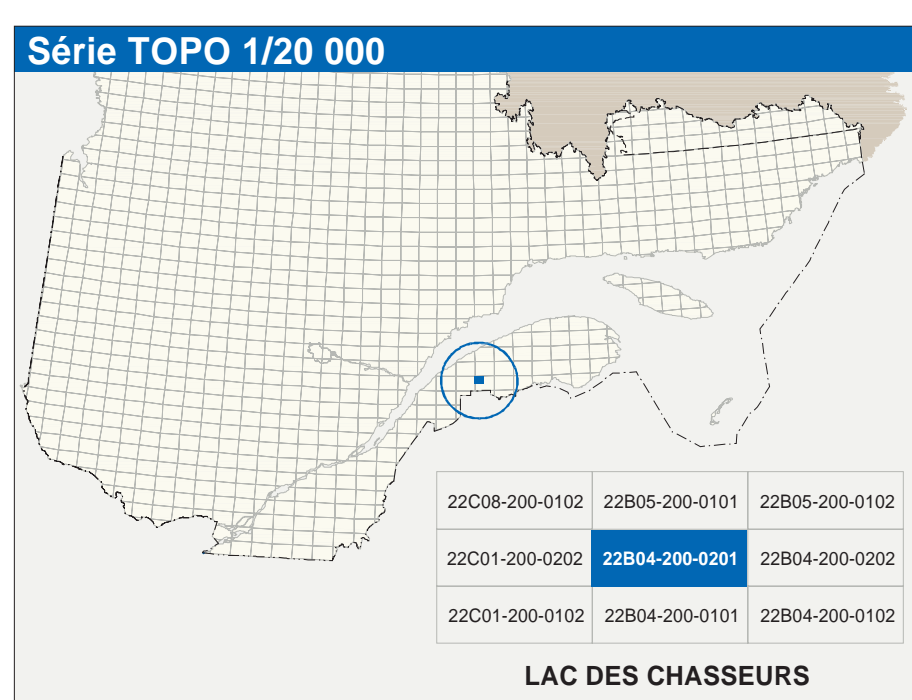 Série TOPO 1/20 000
22C08-200-0102 22B05-200-0101 22B05-200-0102
22C01-200-0202 22B04-200-0201 22B04-200-0202
22C01-200-0102 22B04-200-0101 22B04-200-0102
LAC DES CHASSEURS